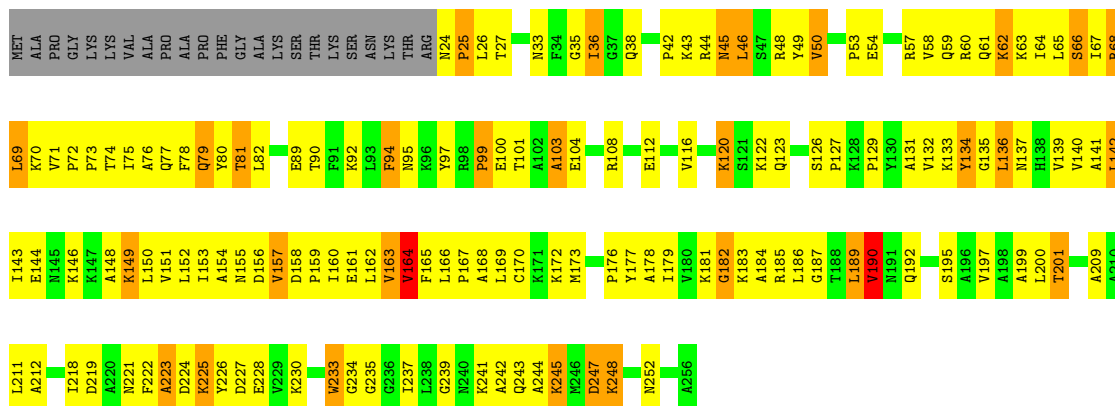 MET ALA PRO GLY LYS LYS VAL ALA PRO ALA PRO PHE GLY ALA LYS SER THR LYS SER ASN LYS THR ARG N24 P25 L26 T27 N33 F34 G35 I36 G37 Q38 P42 K43 R44 N45 L46 S47 R48 Y49 V50 P53 E54 R57 V58 Q59 R60 Q61 K62 K63 I64 L65 S66 I67 R68
L69 K70 V71 P72 P73 T74 I75 A76 Q77 F78 Q79 Y80 T81 L82 E89 T90 F91 K92 L93 F94 N95 K96 Y97 R98 P99 E100 T101 A102 A103 E104 R108 E112 V116 K120 S121 K122 Q123 S126 P127 K128 P129 Y130 A131 V132 K133 Y134 G135 L136 N137 H138 V139 V140 A141 L142
I143 E144 N145 K146 K147 A148 K149 L150 V151 L152 I153 A154 N155 D156 V157 D158 P159 I160 E161 L162 V163 V164 F165 L166 P167 A168 L169 C170 K171 K172 M173 P176 Y177 A178 I179 V180 K181 G182 K183 A184 R185 L186 G187 T188 L189 V190 N191 Q192 S195 A196 V197 A198 A199 L200 T201 A209 A210
L211 A212 I218 D219 A220 N221 F222 A223 D224 K225 Y226 D227 E228 V229 K230 W233 G234 G235 G236 I237 L238 G239 N240 K241 A242 Q243 A244 K245 M246 D247 K248 N252 A256